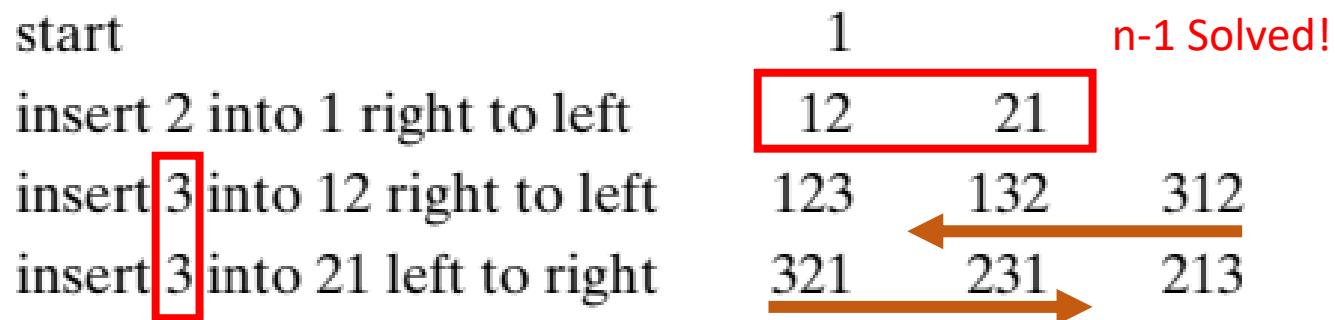 start 1 n-1 Solved!
insert 2 into 1 right to left 12 21
insert 3 into 12 right to left 123 132 312
insert 3 into 21 left to right 321 231 213